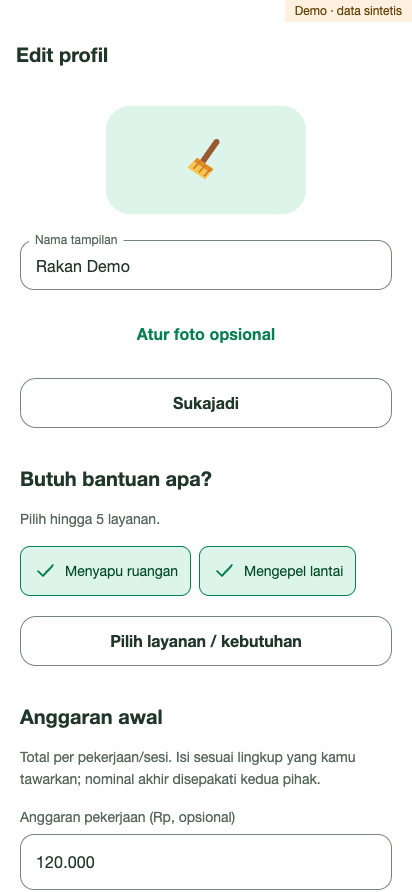 Demo · data sintetis
Edit profil
Nama tampilan
Rakan Demo
Atur foto opsional
Sukajadi
Butuh bantuan apa?
Pilih hingga 5 layanan.
Menyapu ruangan
Mengepel lantai
Pilih layanan / kebutuhan
Anggaran awal
Total per pekerjaan/sesi. Isi sesuai lingkup yang kamu
tawarkan; nominal akhir disepakati kedua pihak.
Anggaran pekerjaan (Rp, opsional)
120.000